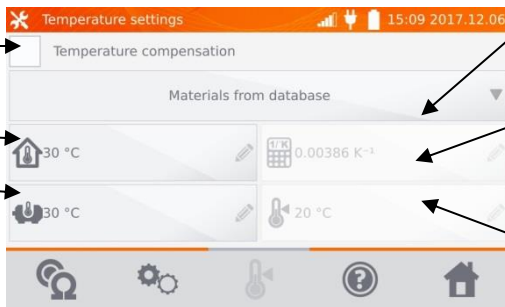 Temperature settings 15:09 2017.12.06
Temperature compensation
Materials from database
30 °C 1/K 0.00386 K⁻¹
30 °C 20 °C